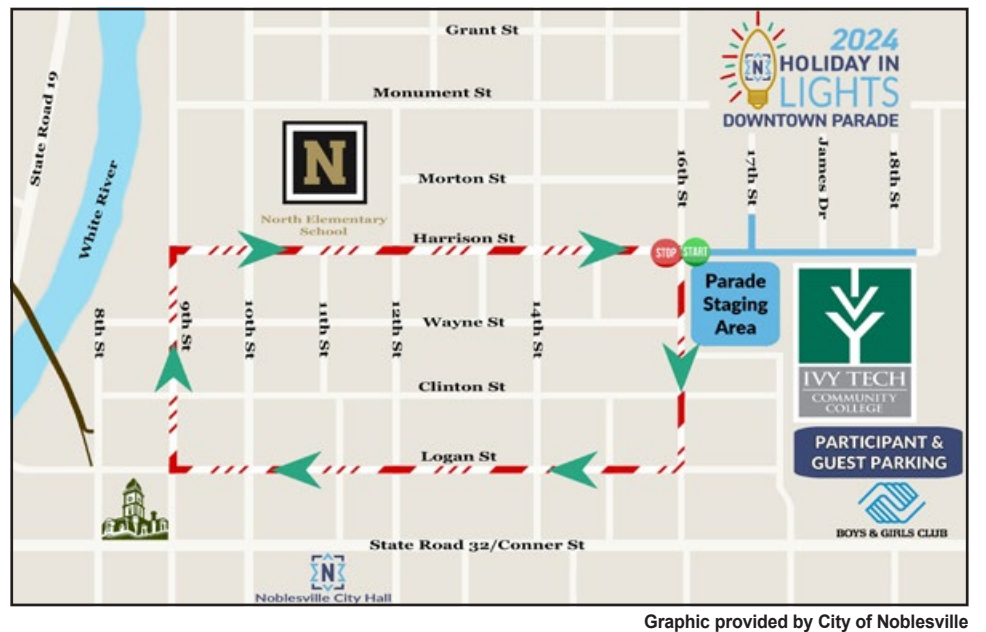 Grant St
2024
HOLIDAY IN
LIGHTS
DOWNTOWN PARADE
N
State Road 19
Monument St
N
North Elementary
School
Morton St
16th St
17th St
James Dr
18th St
White River
Harrison St
STOP
START
Parade
Staging
Area
8th St
9th St
10th St
11th St
12th St
Wayne St
14th St
IVY TECH
COMMUNITY
COLLEGE
Clinton St
PARTICIPANT &
GUEST PARKING
Logan St
BOYS & GIRLS CLUB
State Road 32/Conner St
N
Noblesville City Hall
Graphic provided by City of Noblesville